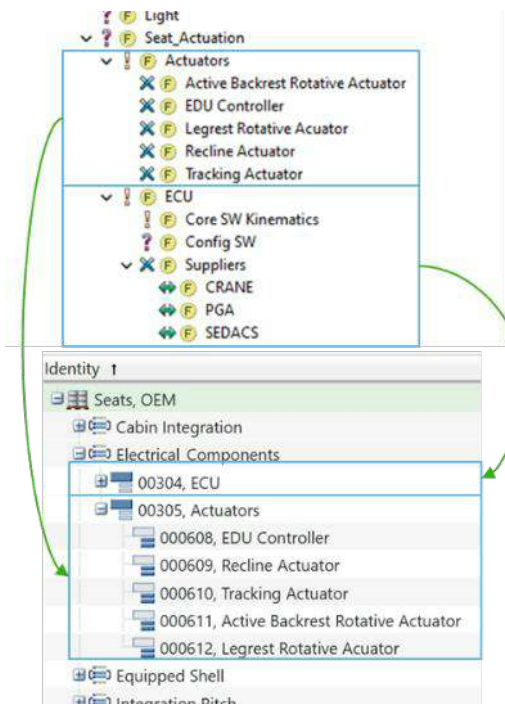 ? F Light
? F Seat_Actuation
! F Actuators
F Active Backrest Rotative Actuator
F EDU Controller
F Legrest Rotative Acuator
F Recline Actuator
F Tracking Actuator
! F ECU
! F Core SW Kinematics
? F Config SW
F Suppliers
F CRANE
F PGA
F SEDACS
Identity ↑
Seats, OEM
Cabin Integration
Electrical Components
00304, ECU
00305, Actuators
000608, EDU Controller
000609, Recline Actuator
000610, Tracking Actuator
000611, Active Backrest Rotative Actuator
000612, Legrest Rotative Acuator
Equipped Shell
Integration Pitch